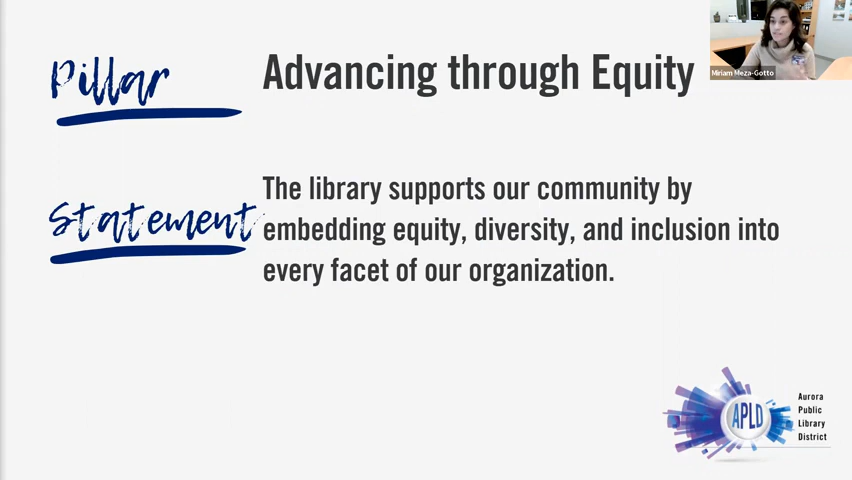 Pillar
Advancing through Equity
Miriam Meza-Gotto
Statement
The library supports our community by
embedding equity, diversity, and inclusion into
every facet of our organization.
APLD
Aurora
Public
Library
District